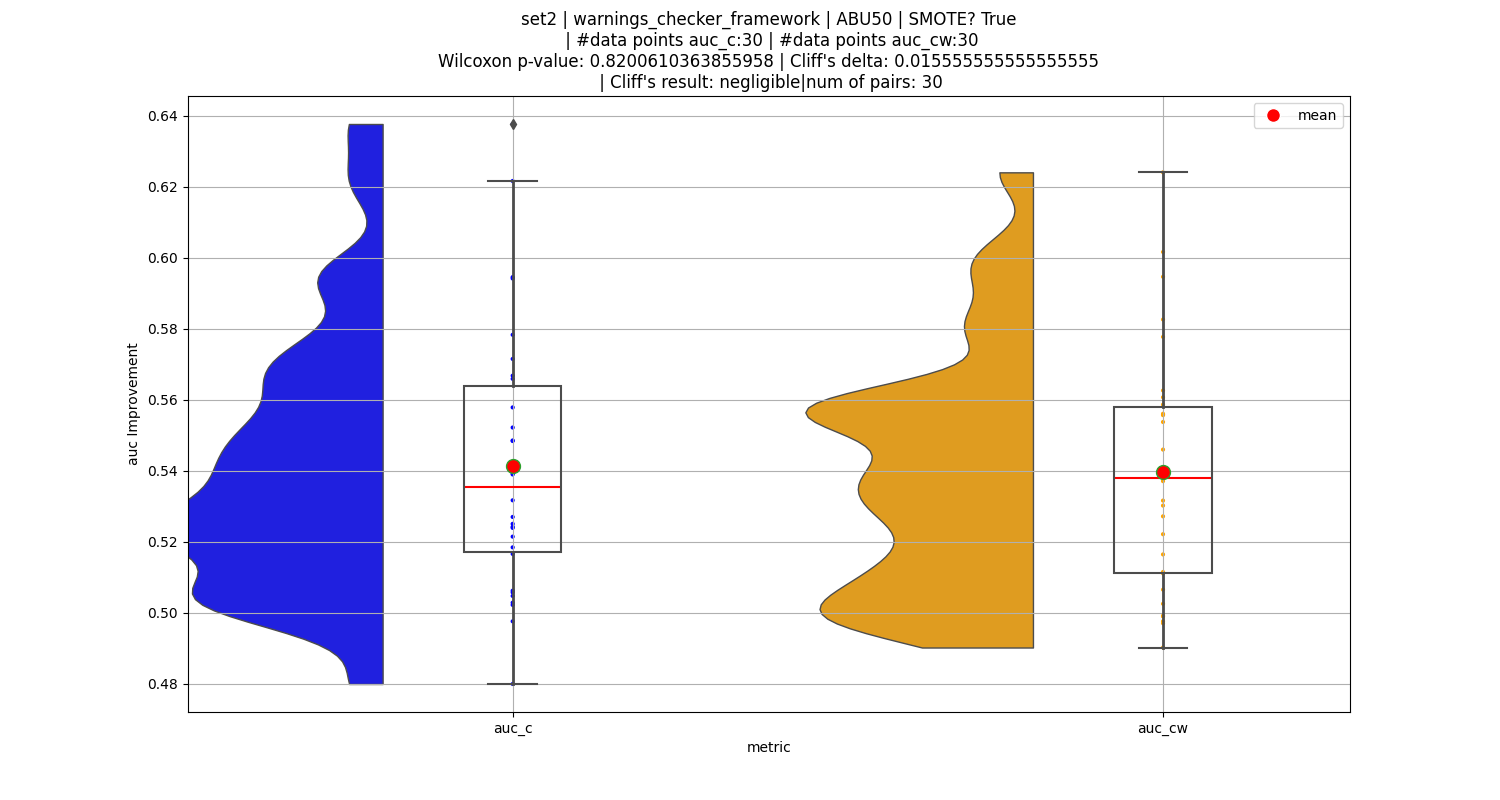 set2 | warnings_checker_framework | ABU50 | SMOTE? True
| #data points auc_c:30 | #data points auc_cw:30
Wilcoxon p-value: 0.8200610363855958 | Cliff's delta: 0.015555555555555555
| Cliff's result: negligible|num of pairs: 30
mean
0.64
0.62
0.60
0.58
0.56
0.54
0.52
0.50
0.48
auc Improvement
auc_c
auc_cw
metric